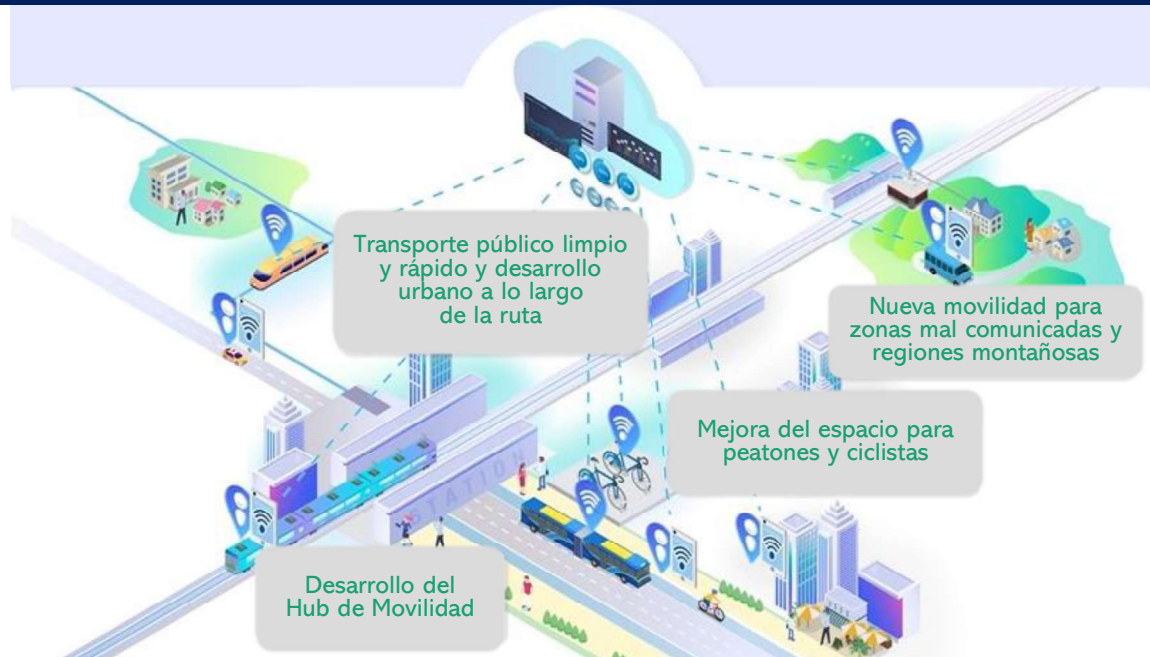 Transporte público limpio
y rápido y desarrollo
urbano a lo largo
de la ruta
Nueva movilidad para
zonas mal comunicadas y
regiones montañosas
Mejora del espacio para
peatones y ciclistas
STATION
Desarrollo del
Hub de Movilidad